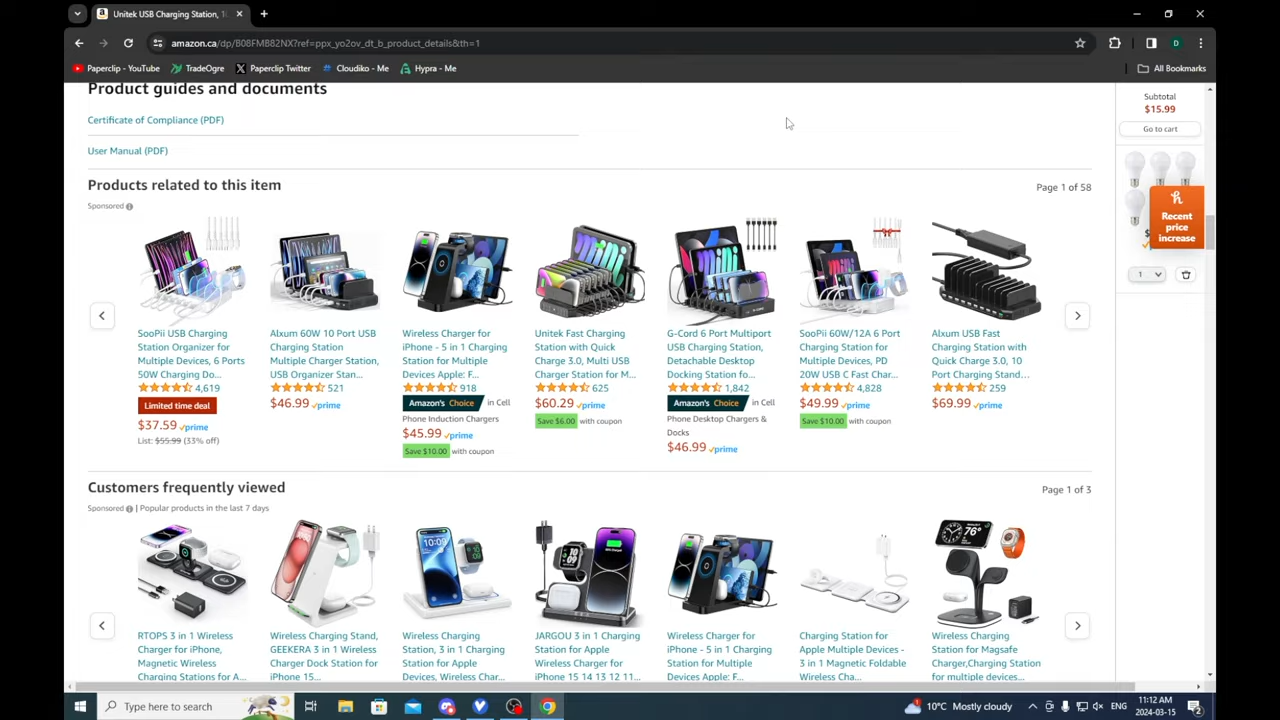 Unitek USB Charging Station, 1
amazon.ca/dp/B08FMB82NX?ref=ppx_yo2ov_dt_b_product_details&th=1
D
Paperclip - YouTube TradeOgre Paperclip Twitter Cloudiko - Me Hypra - Me All Bookmarks
Product guides and documents
Certificate of Compliance (PDF)
User Manual (PDF)
Subtotal
$15.99
Go to cart
Recent
price
increase
1
Products related to this item
Page 1 of 58
Sponsored
SooPii USB Charging
Station Organizer for
Multiple Devices, 6 Ports
50W Charging Do...
4,619
Limited time deal
$37.59 prime
List: $55.99 (33% off)
Alxum 60W 10 Port USB
Charging Station
Multiple Charger Station,
USB Organizer Stan...
521
$46.99 prime
Wireless Charger for
iPhone - 5 in 1 Charging
Station for Multiple
Devices Apple: F...
918
Amazon's Choice in Cell
Phone Induction Chargers
$45.99 prime
Save $10.00 with coupon
Unitek Fast Charging
Station with Quick
Charge 3.0, Multi USB
Charger Station for M...
625
$60.29 prime
Save $6.00 with coupon
G-Cord 6 Port Multiport
USB Charging Station,
Detachable Desktop
Docking Station fo...
1,842
Amazon's Choice in Cell
Phone Desktop Chargers &
Docks
$46.99 prime
SooPii 60W/12A 6 Port
Charging Station for
Multiple Devices, PD
20W USB C Fast Char...
4,828
$49.99 prime
Save $10.00 with coupon
Alxum USB Fast
Charging Station with
Quick Charge 3.0, 10
Port Charging Stand...
259
$69.99 prime
Customers frequently viewed
Page 1 of 3
Sponsored | Popular products in the last 7 days
RTOPS 3 in 1 Wireless
Charger for iPhone,
Magnetic Wireless
Charging Stations for A...
Wireless Charging Stand,
GEEKERA 3 in 1 Wireless
Charger Dock Station for
iPhone 15...
Wireless Charging
Station, 3 in 1 Charging
Station for Apple
Devices, Wireless Char...
JARGOU 3 in 1 Charging
Station for Apple
Wireless Charger for
iPhone 15 14 13 12 11...
Wireless Charger for
iPhone - 5 in 1 Charging
Station for Multiple
Devices Apple: F...
Charging Station for
Apple Multiple Devices -
3 in 1 Magnetic Foldable
Wireless Cha...
Wireless Charging
Station for Magsafe
Charger,Charging Station
for multiple devices...
Type here to search
10°C Mostly cloudy
ENG
11:12 AM
2024-03-15
2